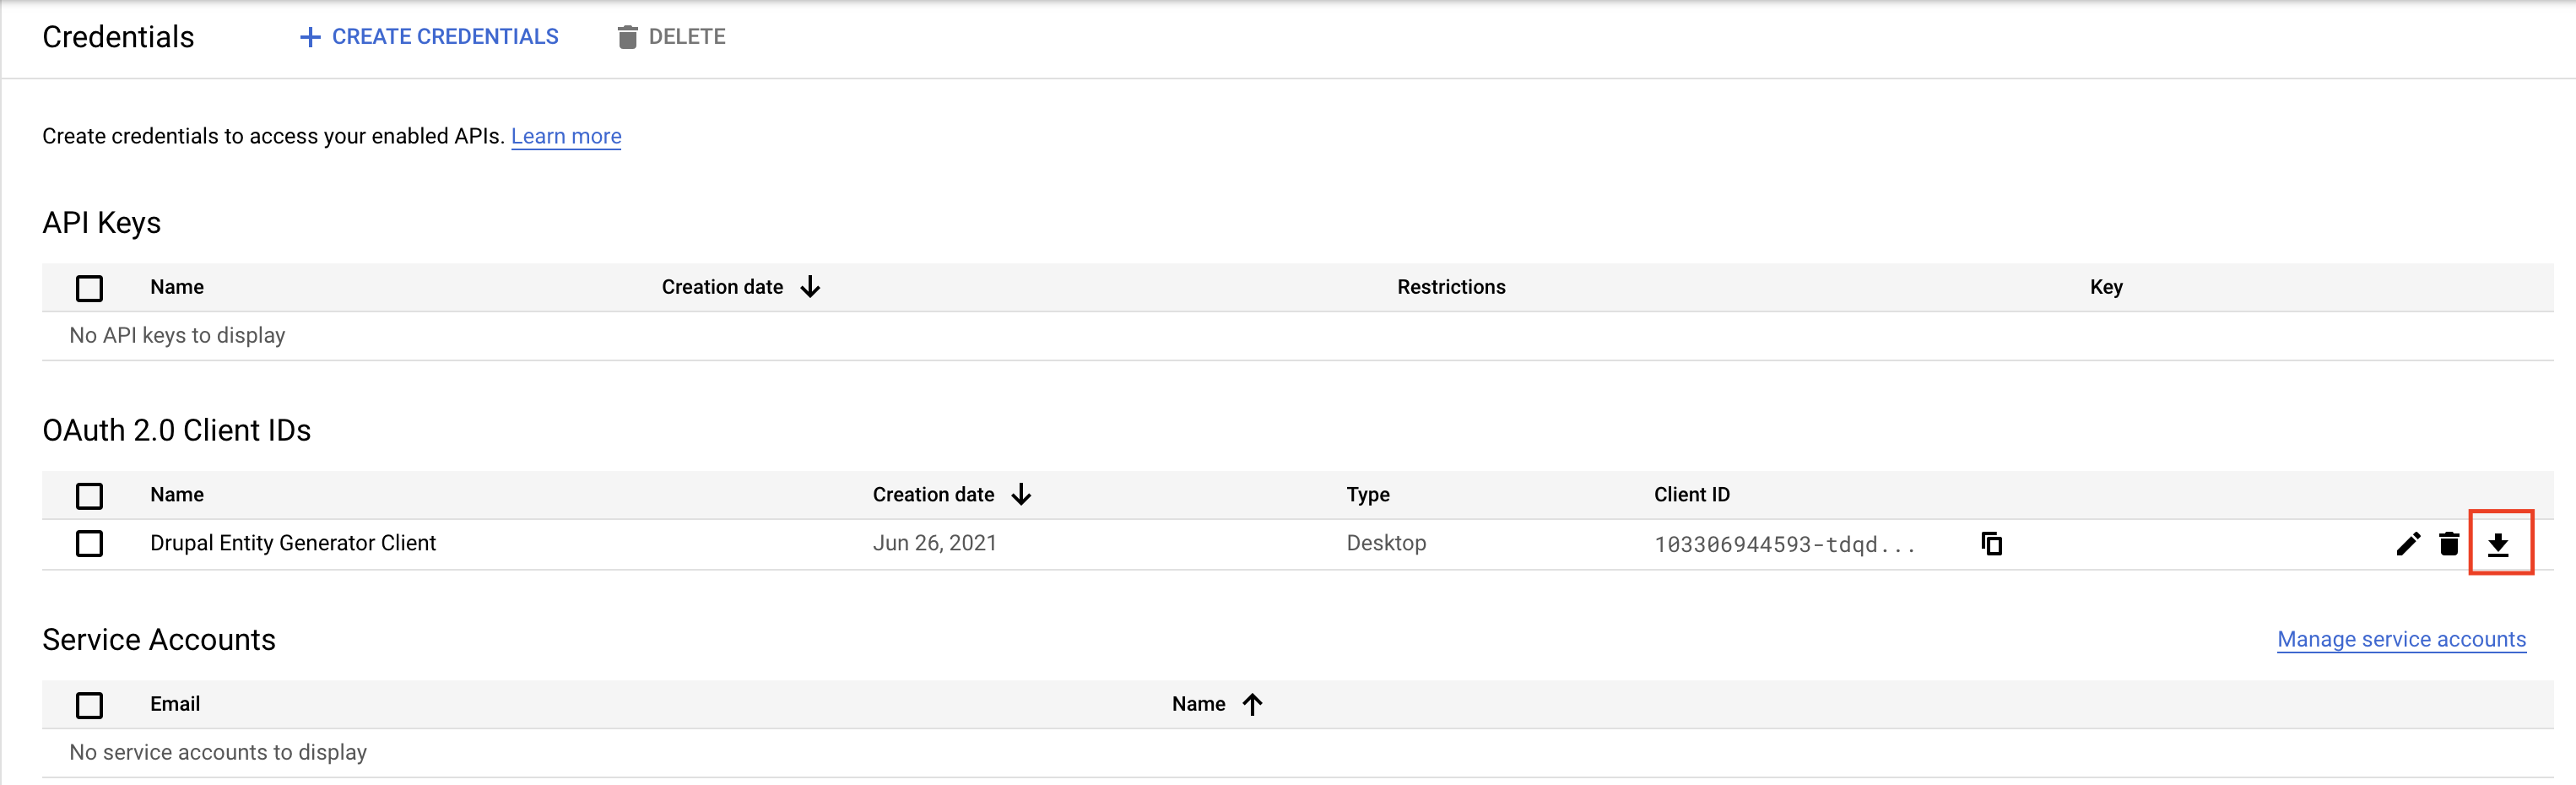 Credentials CREATE CREDENTIALS DELETE
Create credentials to access your enabled APIs. Learn more
API Keys
Name Creation date Restrictions Key
No API keys to display
OAuth 2.0 Client IDs
Name Creation date Type Client ID
Drupal Entity Generator Client Jun 26, 2021 Desktop 103306944593-tdqd...
Service Accounts Manage service accounts
Email Name
No service accounts to display